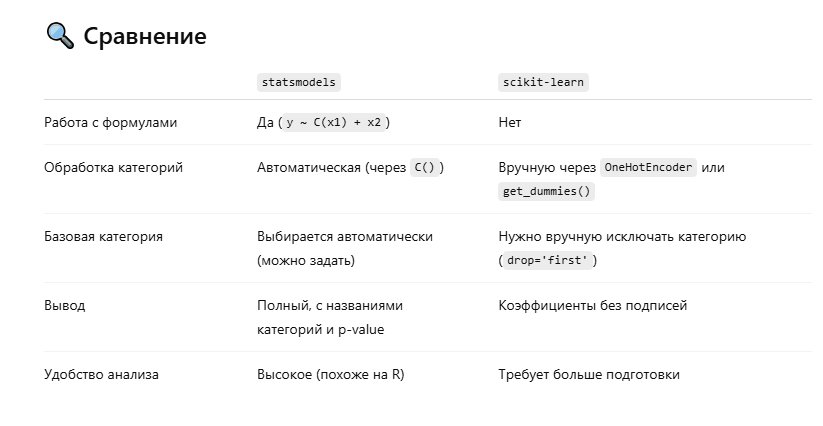 🔍 Сравнение
statsmodels scikit-learn
Работа с формулами Да (y ~ C(x1) + x2) Нет
Обработка категорий Автоматическая (через C()) Вручную через OneHotEncoder или
get_dummies()
Базовая категория Выбирается автоматически Нужно вручную исключать категорию
(можно задать) (drop='first')
Вывод Полный, с названиями Коэффициенты без подписей
категорий и p-value
Удобство анализа Высокое (похоже на R) Требует больше подготовки